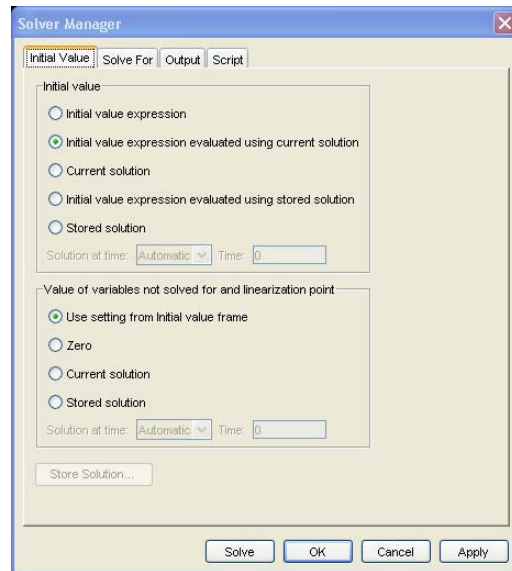 Solver Manager
Initial Value Solve For Output Script
Initial value
Initial value expression
Initial value expression evaluated using current solution
Current solution
Initial value expression evaluated using stored solution
Stored solution
Solution at time: Automatic Time: 0
Value of variables not solved for and linearization point
Use setting from Initial value frame
Zero
Current solution
Stored solution
Solution at time: Automatic Time: 0
Store Solution...
Solve OK Cancel Apply